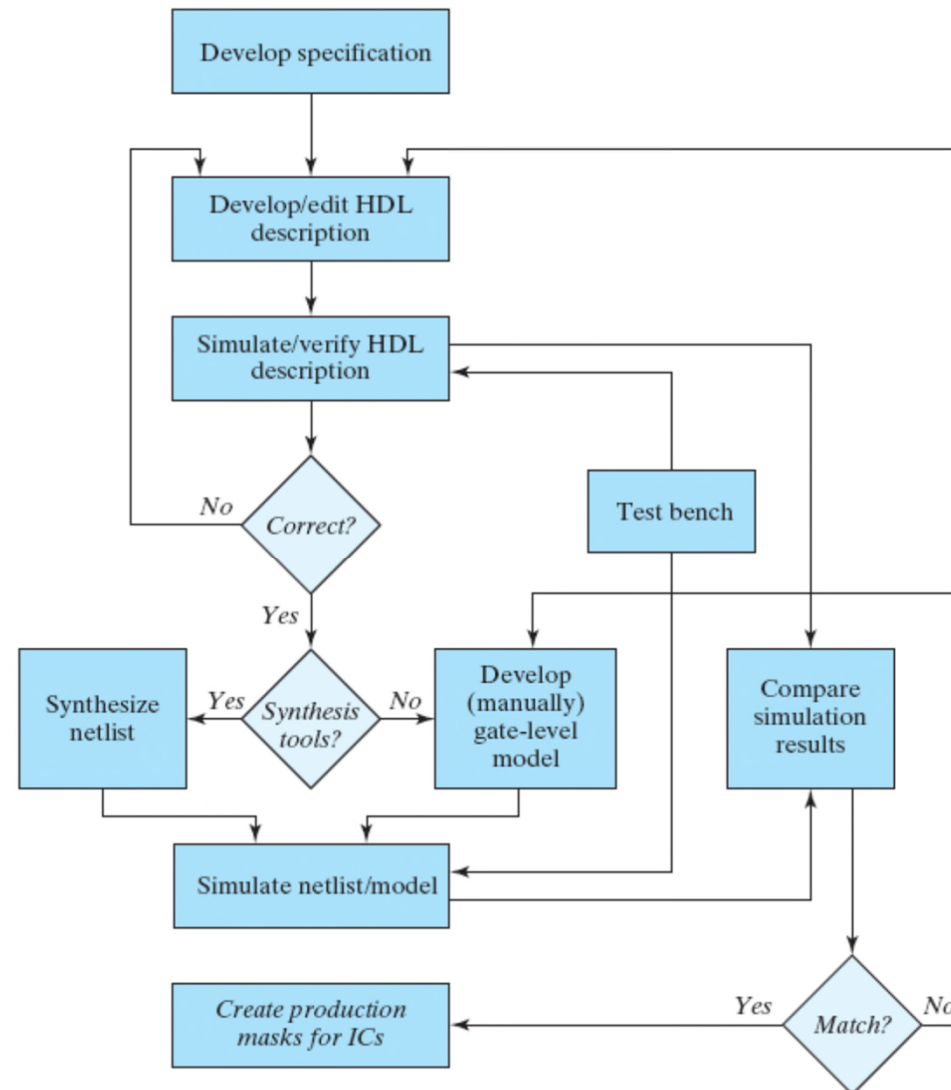 Develop specification
Develop/edit HDL
description
Simulate/verify HDL
description
No
Correct?
Test bench
Yes
Synthesize
netlist
Yes
Synthesis
tools?
No
Develop
(manually)
gate-level
model
Compare
simulation
results
Simulate netlist/model
Create production
masks for ICs
Yes
Match?
No